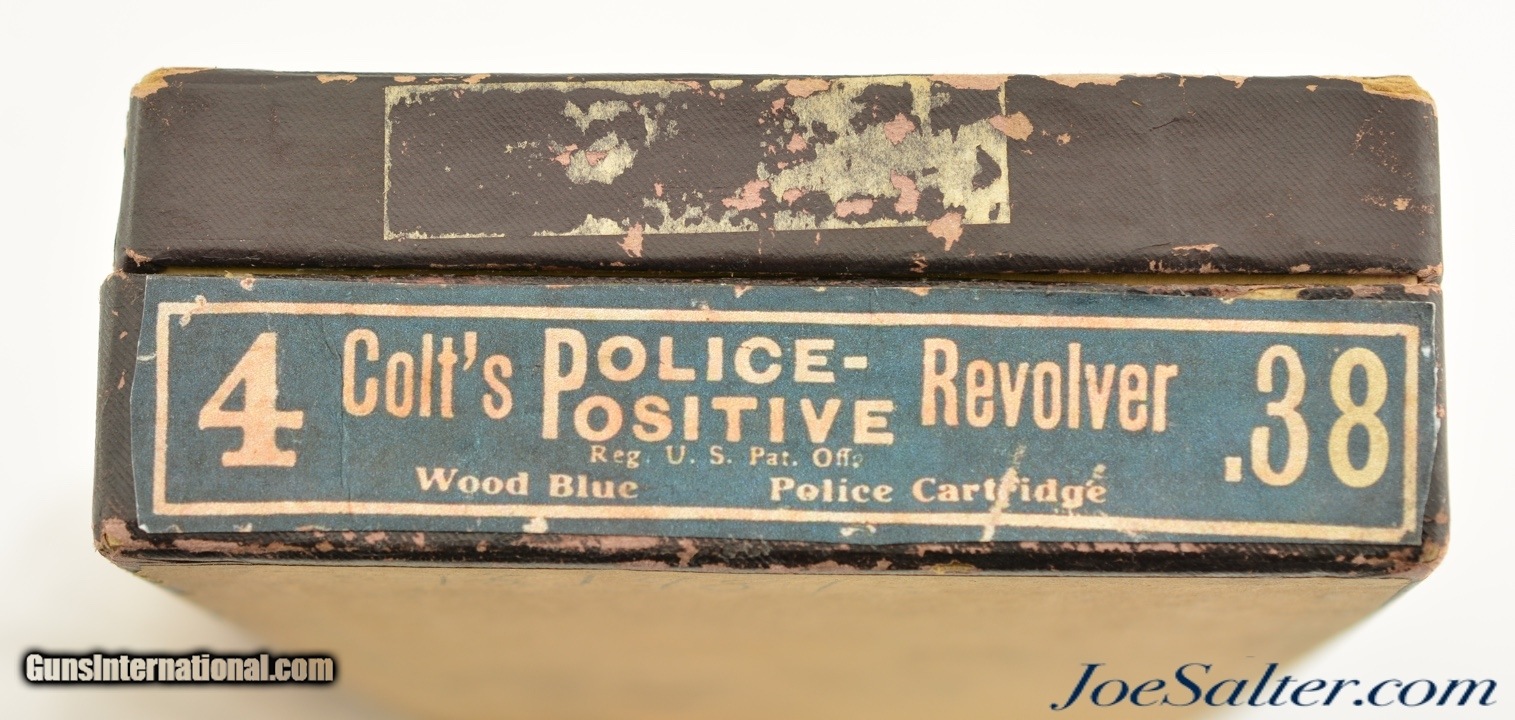 4 Colt's POLICE-POSITIVE Revolver .38
Reg. U. S. Pat. Off.
Wood Blue Police Cartridge
GunsInternational.com
JoeSalter.com